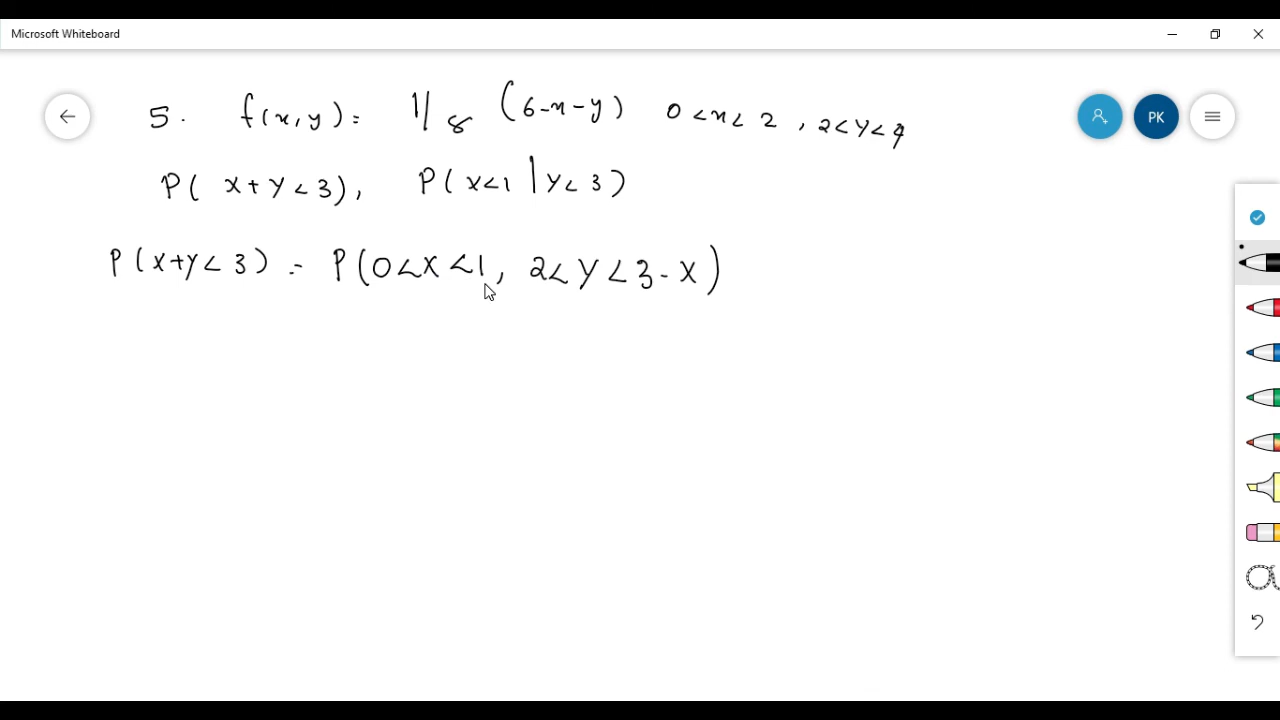 Microsoft Whiteboard
5. f(x,y) = 1/8 (6-x-y) 0<x<2, 2<y<4
PK
P(X+Y<3), P(X<1|Y<3)
P(X+Y<3) = P(0<X<1, 2<Y<3-X)